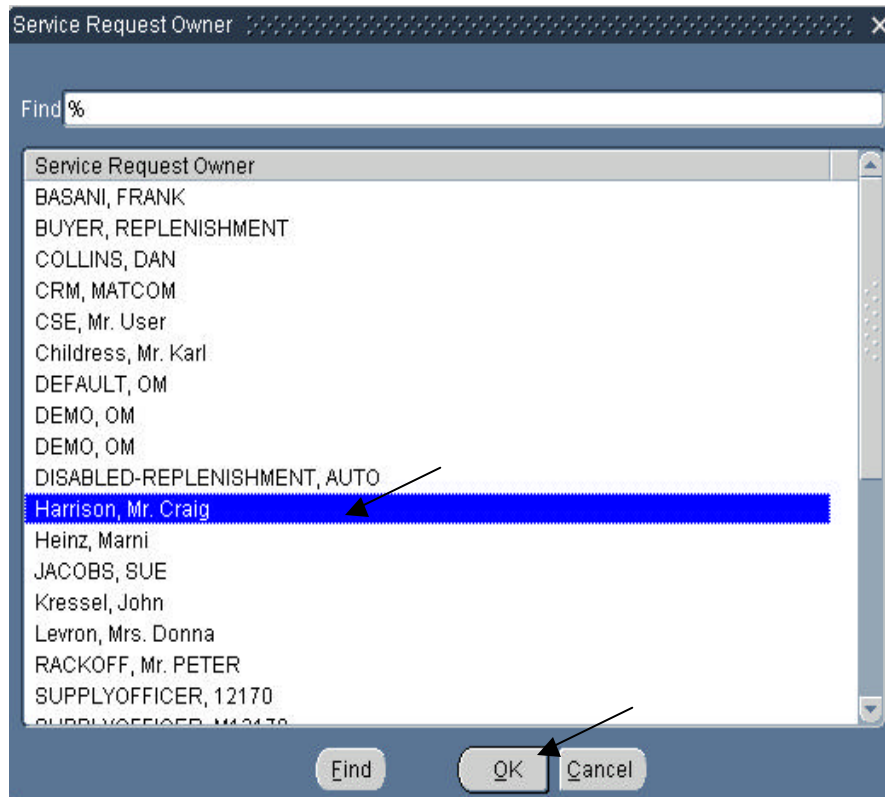 Service Request Owner
Find %
Service Request Owner
BASANI, FRANK
BUYER, REPLENISHMENT
COLLINS, DAN
CRM, MATCOM
CSE, Mr. User
Childress, Mr. Karl
DEFAULT, OM
DEMO, OM
DEMO, OM
DISABLED-REPLENISHMENT, AUTO
Harrison, Mr. Craig
Heinz, Marni
JACOBS, SUE
Kressel, John
Levron, Mrs. Donna
RACKOFF, Mr. PETER
SUPPLYOFFICER, 12170
Find OK Cancel